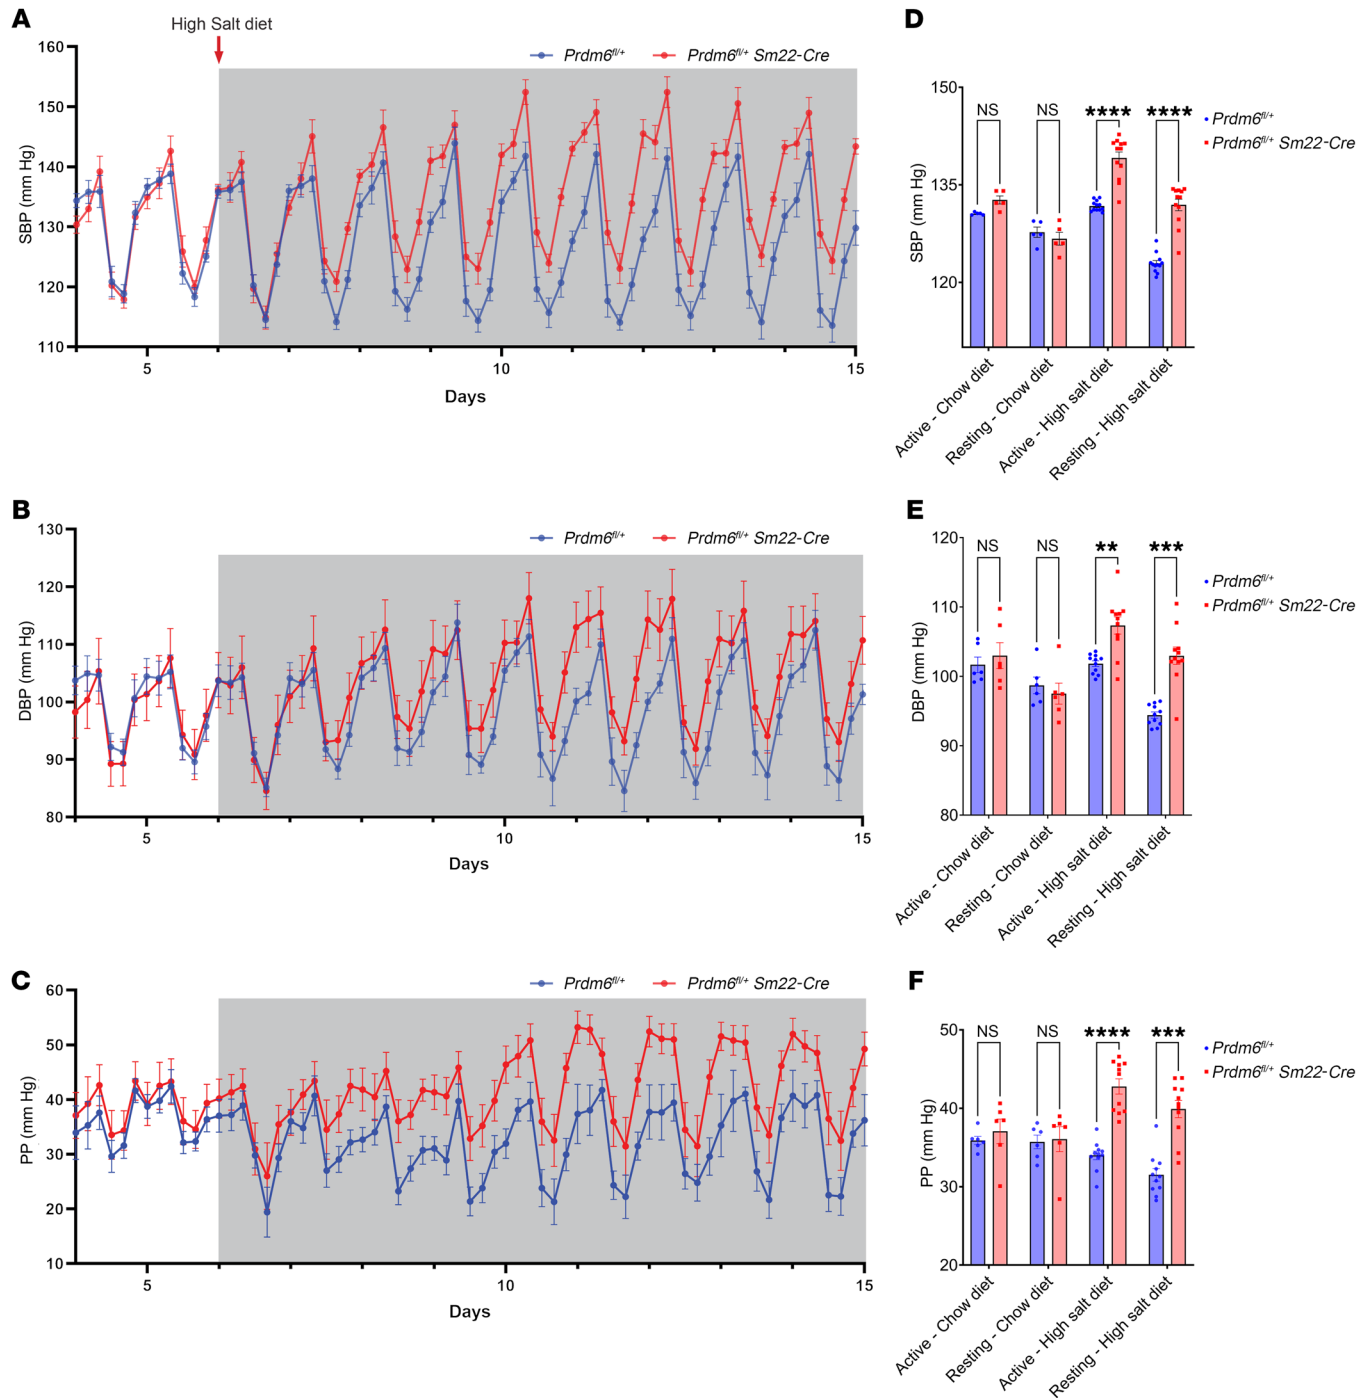 A
High Salt diet
Prdm6fl/+
Prdm6fl/+ Sm22-Cre
SBP (mm Hg)
160
150
140
130
120
110
5
10
15
Days
D
SBP (mm Hg)
150
135
120
NS
NS
****
****
Prdm6fl/+
Prdm6fl/+ Sm22-Cre
Active - Chow diet
Resting - Chow diet
Active - High salt diet
Resting - High salt diet
B
Prdm6fl/+
Prdm6fl/+ Sm22-Cre
DBP (mm Hg)
130
120
110
100
90
80
5
10
15
Days
E
DBP (mm Hg)
120
110
100
90
80
NS
NS
**
***
Prdm6fl/+
Prdm6fl/+ Sm22-Cre
Active - Chow diet
Resting - Chow diet
Active - High salt diet
Resting - High salt diet
C
Prdm6fl/+
Prdm6fl/+ Sm22-Cre
PP (mm Hg)
60
50
40
30
20
10
5
10
15
Days
F
PP (mm Hg)
50
40
30
20
NS
NS
****
***
Prdm6fl/+
Prdm6fl/+ Sm22-Cre
Active - Chow diet
Resting - Chow diet
Active - High salt diet
Resting - High salt diet